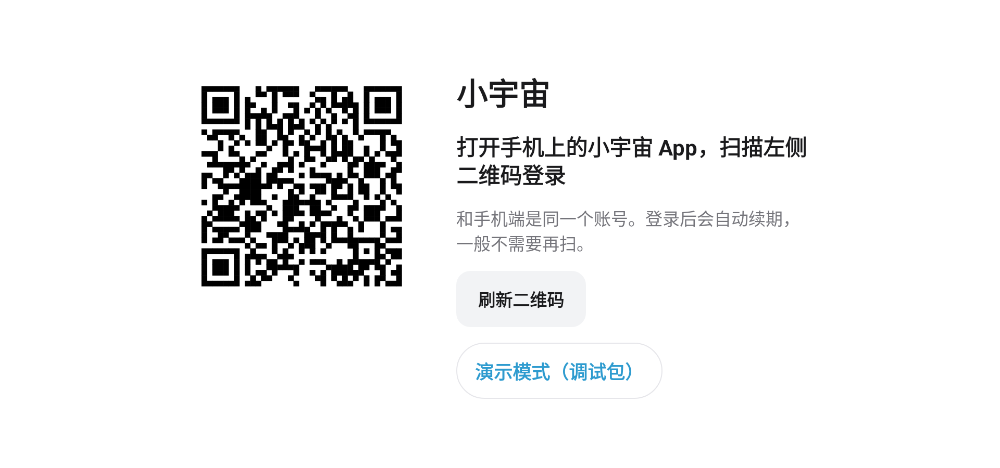 小宇宙
打开手机上的小宇宙 App，扫描左侧
二维码登录
和手机端是同一个账号。登录后会自动续期，
一般不需要再扫。
刷新二维码
演示模式（调试包）